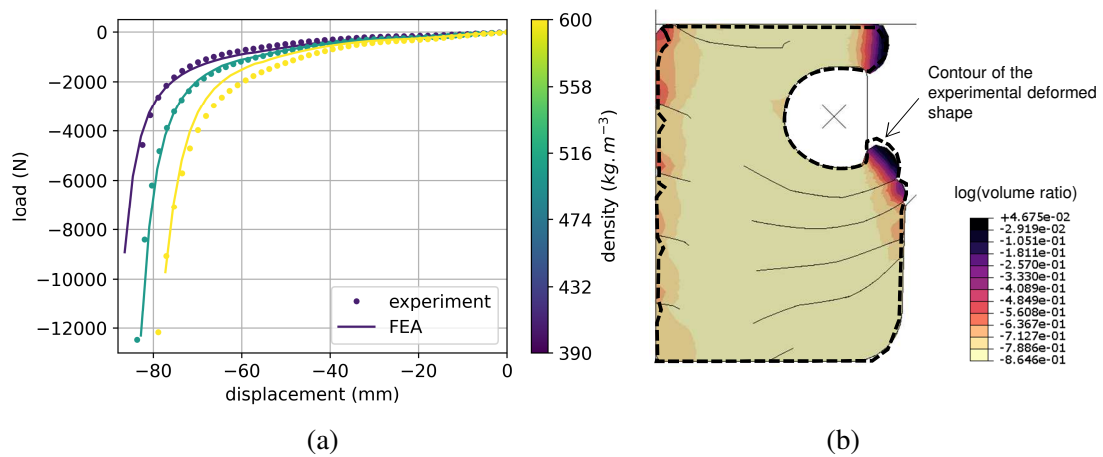 0
−2000
−4000
−6000
−8000
−10000
−12000
load (N)
−80
−60
−40
−20
0
displacement (mm)
experiment
FEA
600
558
516
474
432
390
density (kg. m⁻³)
(a)
Contour of the
experimental deformed
shape
log(volume ratio)
+4.675e-02
-2.919e-02
-1.051e-01
-1.811e-01
-2.570e-01
-3.330e-01
-4.089e-01
-4.849e-01
-5.608e-01
-6.367e-01
-7.127e-01
-7.886e-01
-8.646e-01
(b)